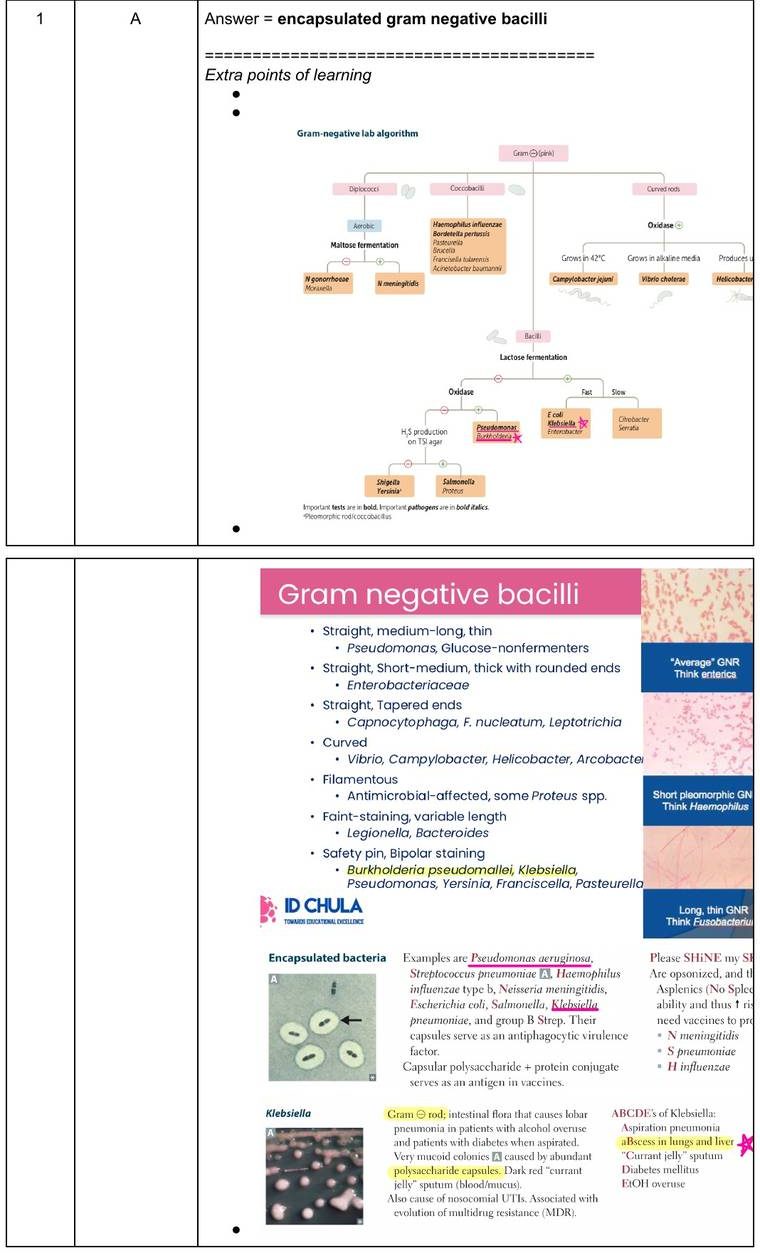 1
A
Answer = encapsulated gram negative bacilli
=========================================
Extra points of learning
Gram-negative lab algorithm
Gram ⊖ (pink)
Diplococci
Coccobacilli
Curved rods
Aerobic
Maltose fermentation
Haemophilus influenzae
Bordetella pertussis
Pasteurella
Brucella
Francisella tularensis
Acinetobacter baumannii
Oxidase ⊕
N gonorrhoeae
Moraxella
N meningitidis
Grows in 42°C
Grows in alkaline media
Produces u
Campylobacter jejuni
Vibrio cholerae
Helicobacter
Bacilli
Lactose fermentation
Oxidase
Fast
Slow
H₂S production
on TSI agar
Pseudomonas
Burkholderia
E coli
Klebsiella
Enterobacter
Citrobacter
Serratia
Shigella
Yersiniaᵃ
Salmonella
Proteus
Important tests are in bold. Important pathogens are in bold italics.
ᵃPleomorphic rod/coccobacillus
Gram negative bacilli
• Straight, medium-long, thin
• Pseudomonas, Glucose-nonfermenters
• Straight, Short-medium, thick with rounded ends
• Enterobacteriaceae
• Straight, Tapered ends
• Capnocytophaga, F. nucleatum, Leptotrichia
• Curved
• Vibrio, Campylobacter, Helicobacter, Arcobacter
• Filamentous
• Antimicrobial-affected, some Proteus spp.
• Faint-staining, variable length
• Legionella, Bacteroides
• Safety pin, Bipolar staining
• Burkholderia pseudomallei, Klebsiella,
Pseudomonas, Yersinia, Franciscella, Pasteurella
"Average" GNR
Think enterics
Short pleomorphic GN
Think Haemophilus
Long, thin GNR
Think Fusobacteriu
ID CHULA
TOWARDS EDUCATIONAL EXCELLENCE
Encapsulated bacteria
A
Examples are Pseudomonas aeruginosa,
Streptococcus pneumoniae A, Haemophilus
influenzae type b, Neisseria meningitidis,
Escherichia coli, Salmonella, Klebsiella
pneumoniae, and group B Strep. Their
capsules serve as an antiphagocytic virulence
factor.
Capsular polysaccharide + protein conjugate
serves as an antigen in vaccines.
Please SHiNE my SK
Are opsonized, and th
Asplenics (No Splee
ability and thus ↑ ris
need vaccines to pro
N meningitidis
S pneumoniae
H influenzae
Klebsiella
A
Gram ⊖ rod; intestinal flora that causes lobar
pneumonia in patients with alcohol overuse
and patients with diabetes when aspirated.
Very mucoid colonies A caused by abundant
polysaccharide capsules. Dark red "currant
jelly" sputum (blood/mucus).
Also cause of nosocomial UTIs. Associated with
evolution of multidrug resistance (MDR).
ABCDE's of Klebsiella:
Aspiration pneumonia
aBscess in lungs and liver
"Currant jelly" sputum
Diabetes mellitus
EtOH overuse